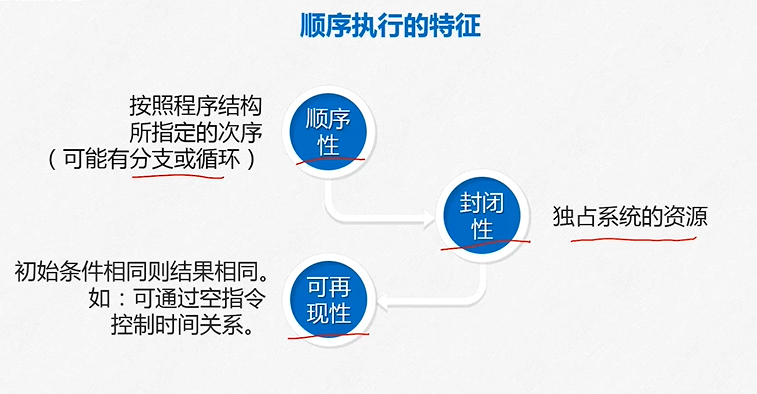 顺序执行的特征
按照程序结构
所指定的次序
（可能有分支或循环）
顺序
性
封闭
性
独占系统的资源
初始条件相同则结果相同。
如：可通过空指令
控制时间关系。
可再
现性